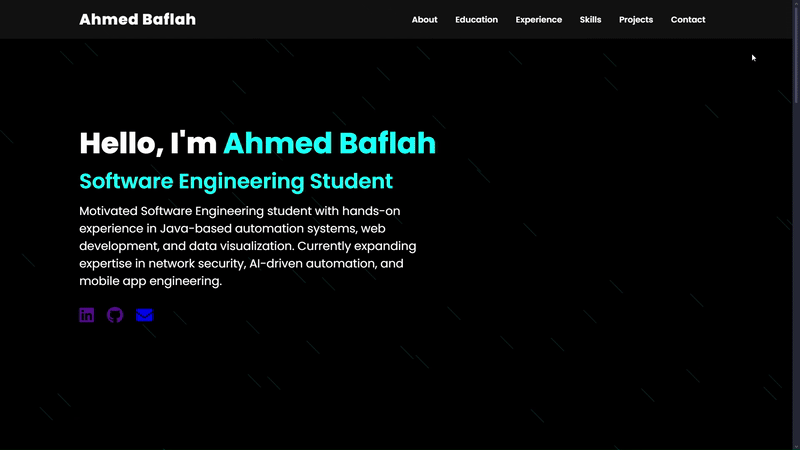 Ahmed Baflah
About Education Experience Skills Projects Contact
Hello, I'm Ahmed Baflah
Software Engineering Student
Motivated Software Engineering student with hands-on
experience in Java-based automation systems, web
development, and data visualization. Currently expanding
expertise in network security, AI-driven automation, and
mobile app engineering.